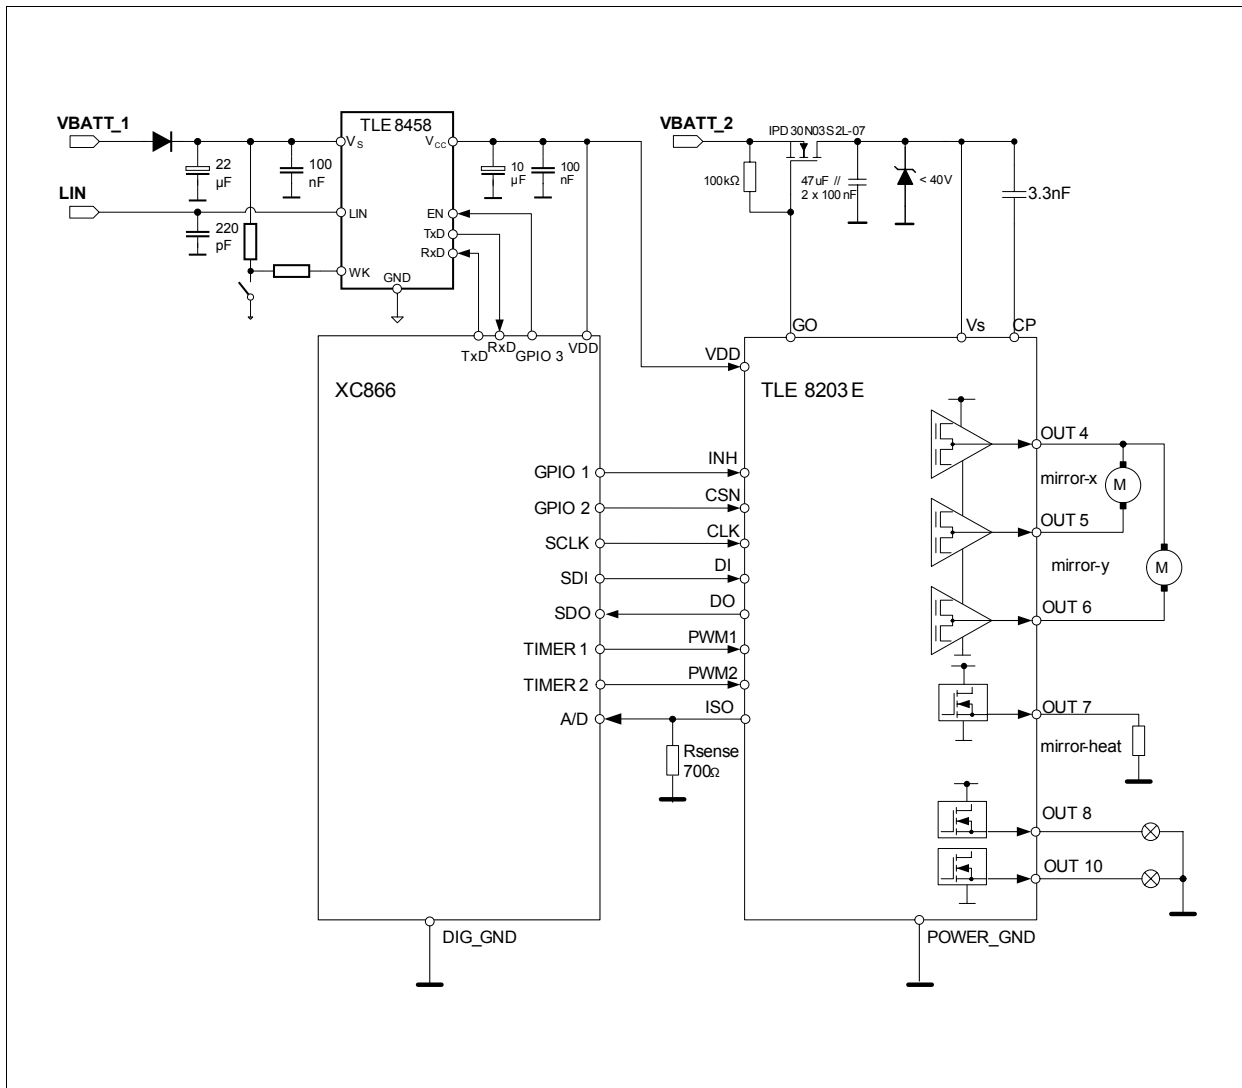 VBATT_1
TLE 8458
VS
VCC
22
µF
100
nF
10
µF
100
nF
LIN
LIN
220
pF
EN
TxD
RxD
WK
GND
VBATT_2
IPD 30N03S2L-07
100kΩ
47uF //
2 x 100 nF
< 40V
3.3nF
TxD
RxD
GPIO 3
VDD
GO
Vs
CP
XC866
VDD
TLE 8203 E
GPIO 1
INH
GPIO 2
CSN
SCLK
CLK
SDI
DI
SDO
DO
TIMER 1
PWM1
TIMER 2
PWM2
A/D
ISO
Rsense
700Ω
OUT 4
mirror-x
M
OUT 5
mirror-y
M
OUT 6
OUT 7
mirror-heat
OUT 8
OUT 10
DIG_GND
POWER_GND